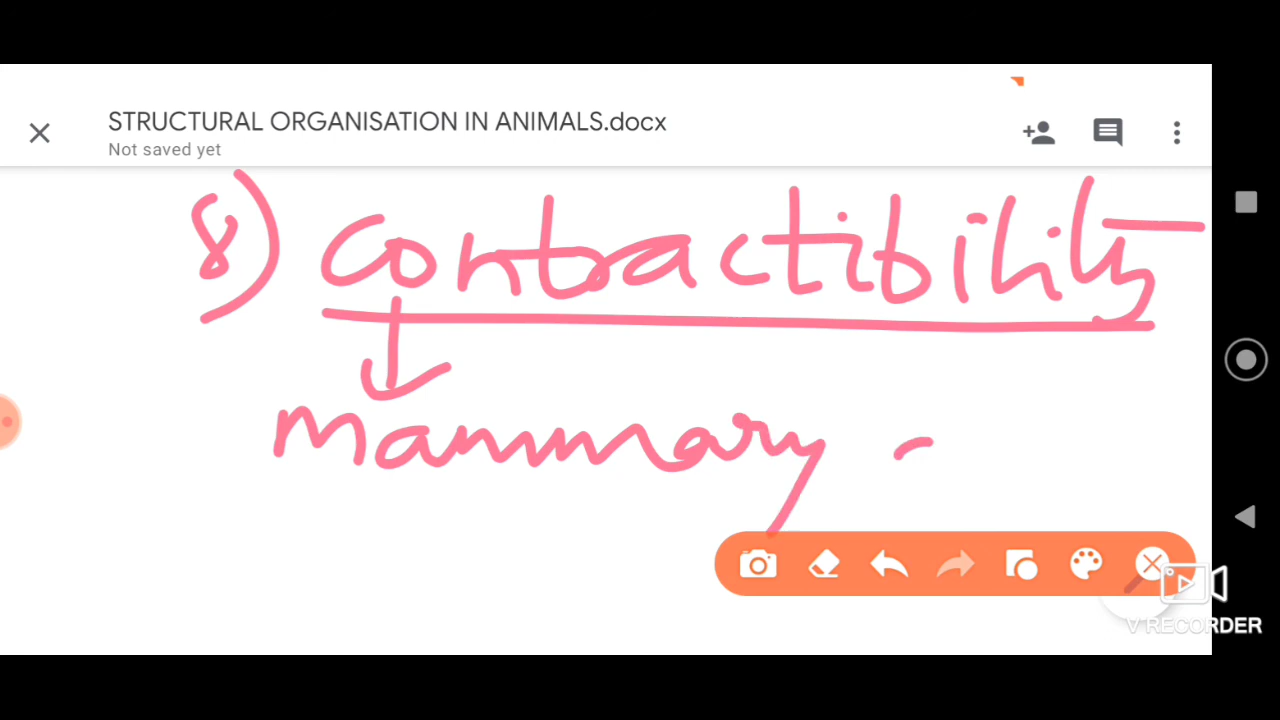 STRUCTURAL ORGANISATION IN ANIMALS.docx
Not saved yet
8) Contractibility
Mammary
V RECORDER